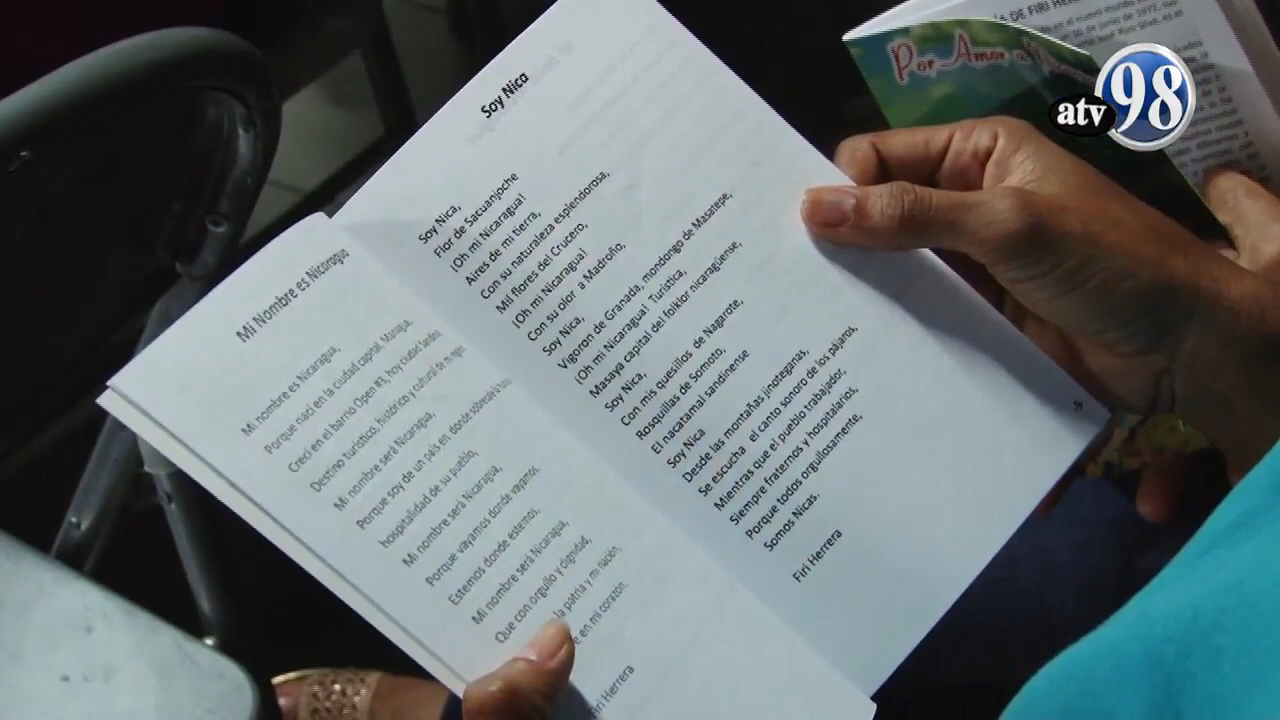 Mi Nombre es Nicaragua
Mi nombre es Nicaragua,
Porque nací en la ciudad capital, Managua.
Crecí en el barrio Open #3, hoy ciudad Sandino,
Destino turístico, histórico y cultural de mi
Mi nombre será Nicaragua,
Porque soy de un país en donde sobresale la
hospitalidad de su pueblo,
Mi nombre será Nicaragua,
Porque vayamos donde vayamos,
Estemos donde estemos,
Mi nombre será Nicaragua,
Que con orgullo y dignidad,
la patria y mi nación,
en mi corazón.
Firi Herrera
Soy Nica
Soy Nica,
Flor de Sacuanjoche
¡Oh mi Nicaragua!
Aires de mi tierra,
Con su naturaleza esplendorosa,
Mil flores del Crucero,
¡Oh mi Nicaragua!
Con su olor a Madroño,
Soy Nica,
Vigoron de Granada, mondongo de Masatepe,
¡Oh mi Nicaragua! Turística,
Masaya capital del folklor nicaragüense,
Soy Nica,
Con mis quesillos de Nagarote,
Rosquillas de Somoto,
El nacatamal sandinense
Soy Nica
Desde las montañas jinoteganas,
Se escucha el canto sonoro de los pájaros,
Mientras que el pueblo trabajador,
Siempre fraternos y hospitalarios,
Porque todos orgullosamente,
Somos Nicas.
Firi Herrera
Por Amor a
DE FIRI
atv 98